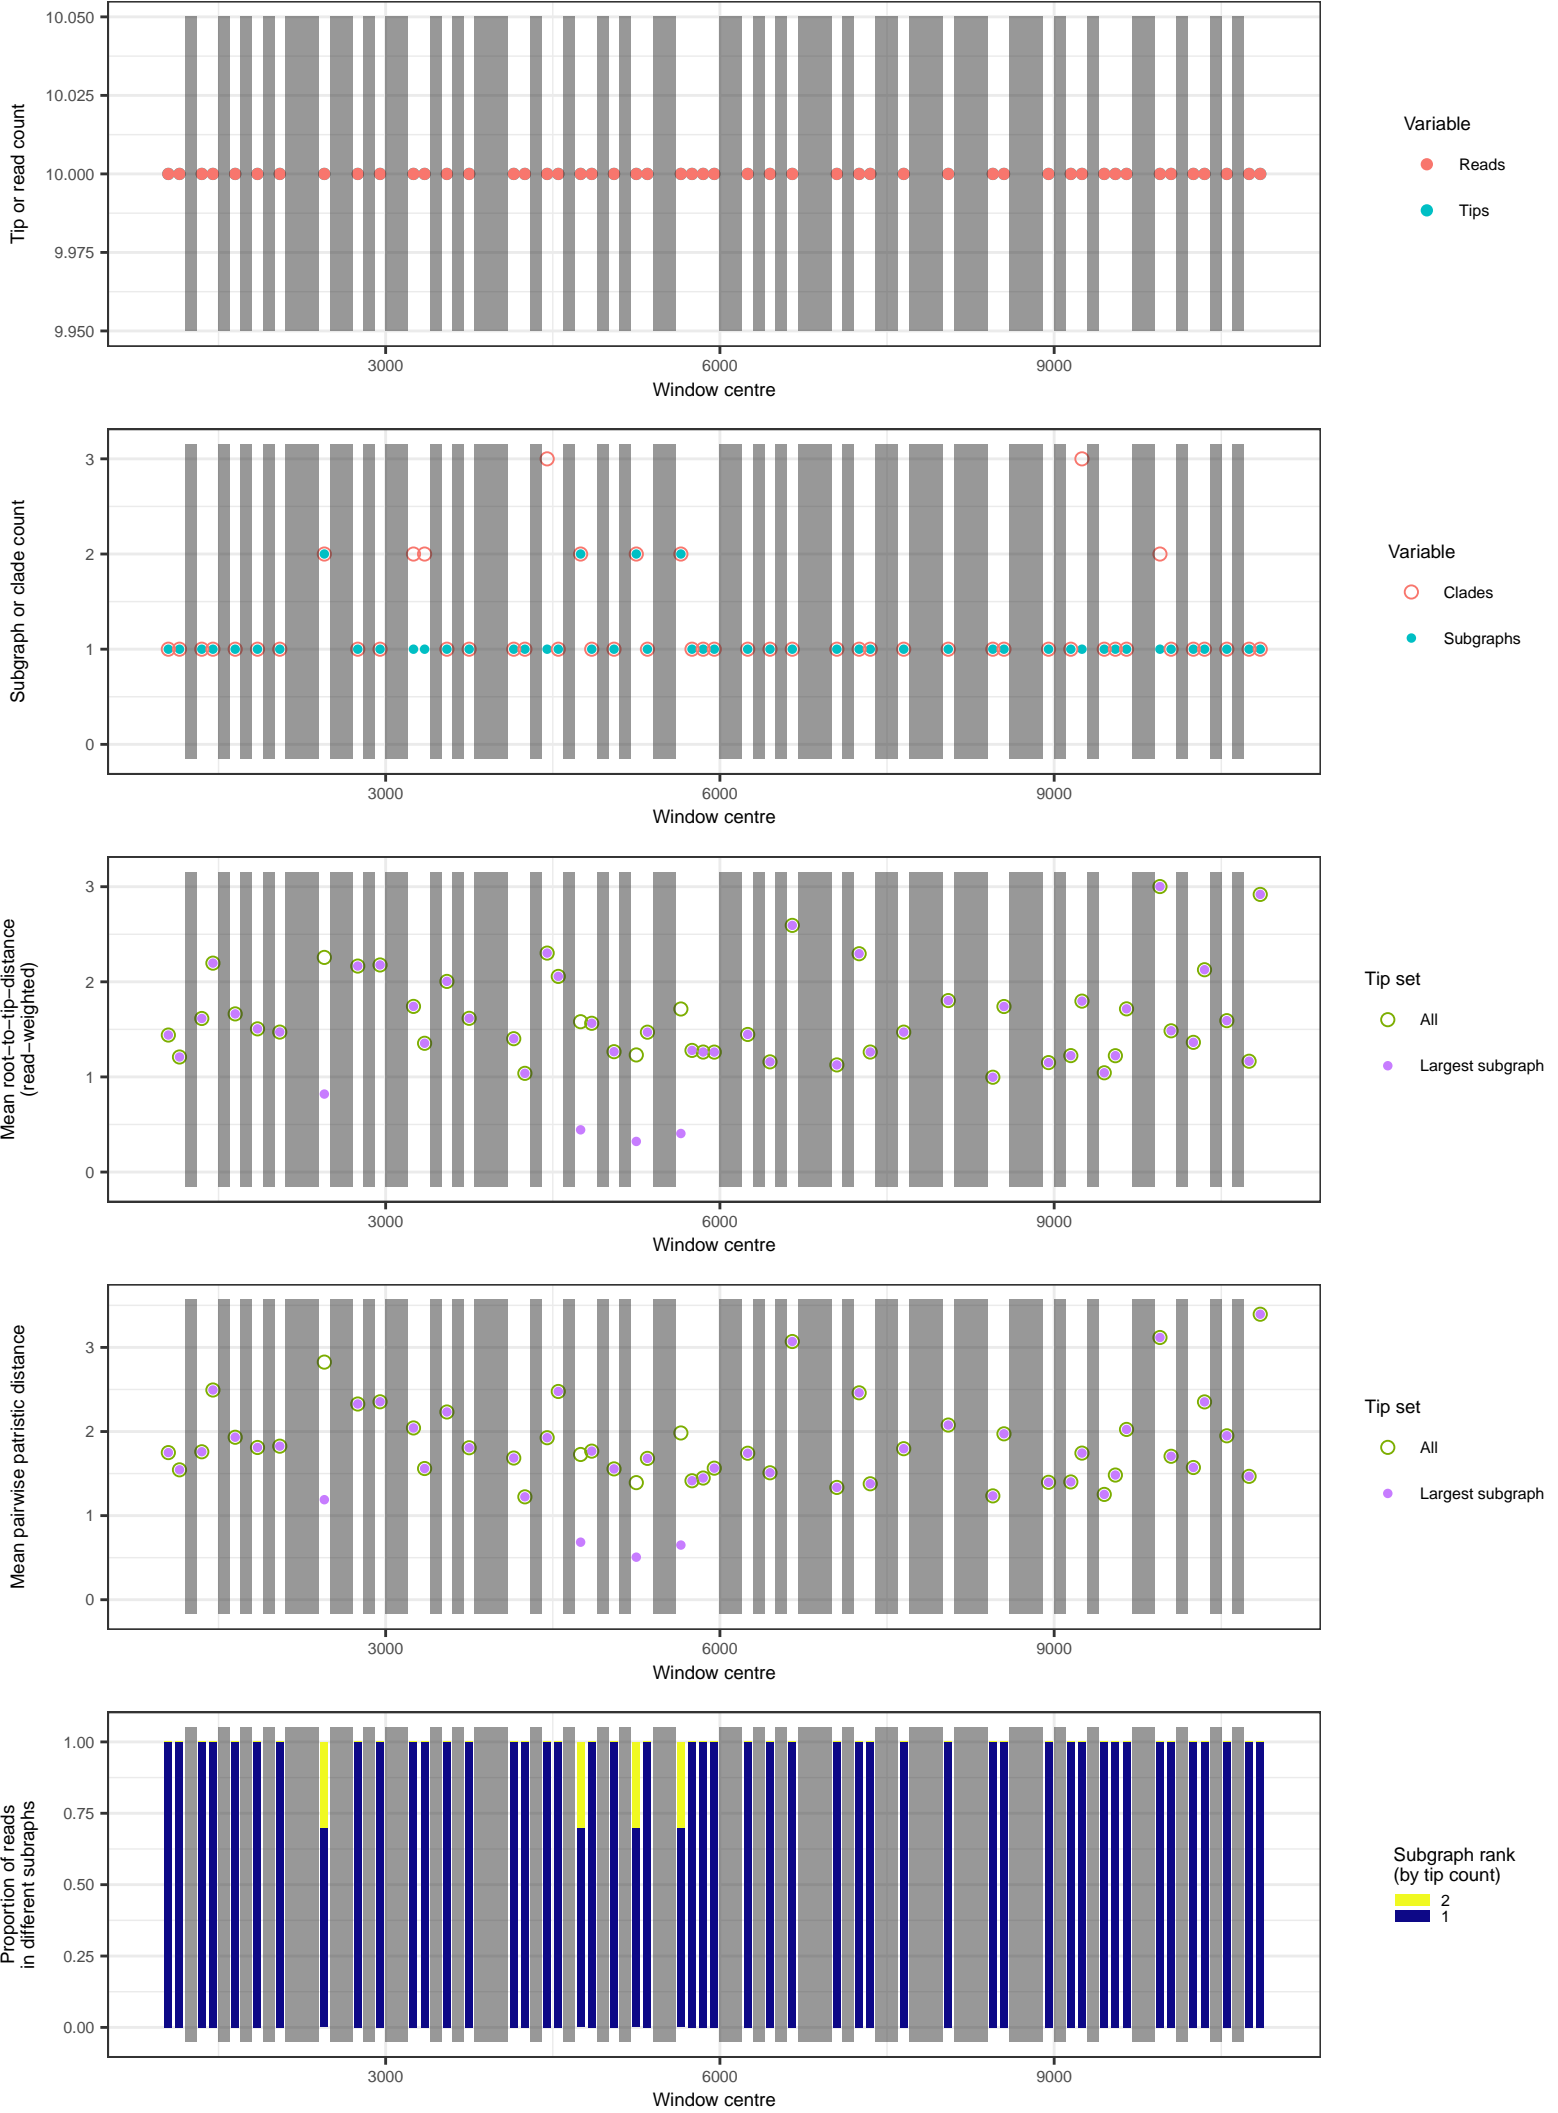 10.050
10.025
10.000
9.975
9.950
Tip or read count
3000
6000
9000
Window centre
Variable
Reads
Tips
3
2
1
0
Subgraph or clade count
3000
6000
9000
Window centre
Variable
Clades
Subgraphs
3
2
1
0
Mean root−to−tip−distance
(read−weighted)
3000
6000
9000
Window centre
Tip set
All
Largest subgraph
3
2
1
0
Mean pairwise patristic distance
3000
6000
9000
Window centre
Tip set
All
Largest subgraph
1.00
0.75
0.50
0.25
0.00
Proportion of reads
in different subraphs
3000
6000
9000
Window centre
Subgraph rank
(by tip count)
2
1